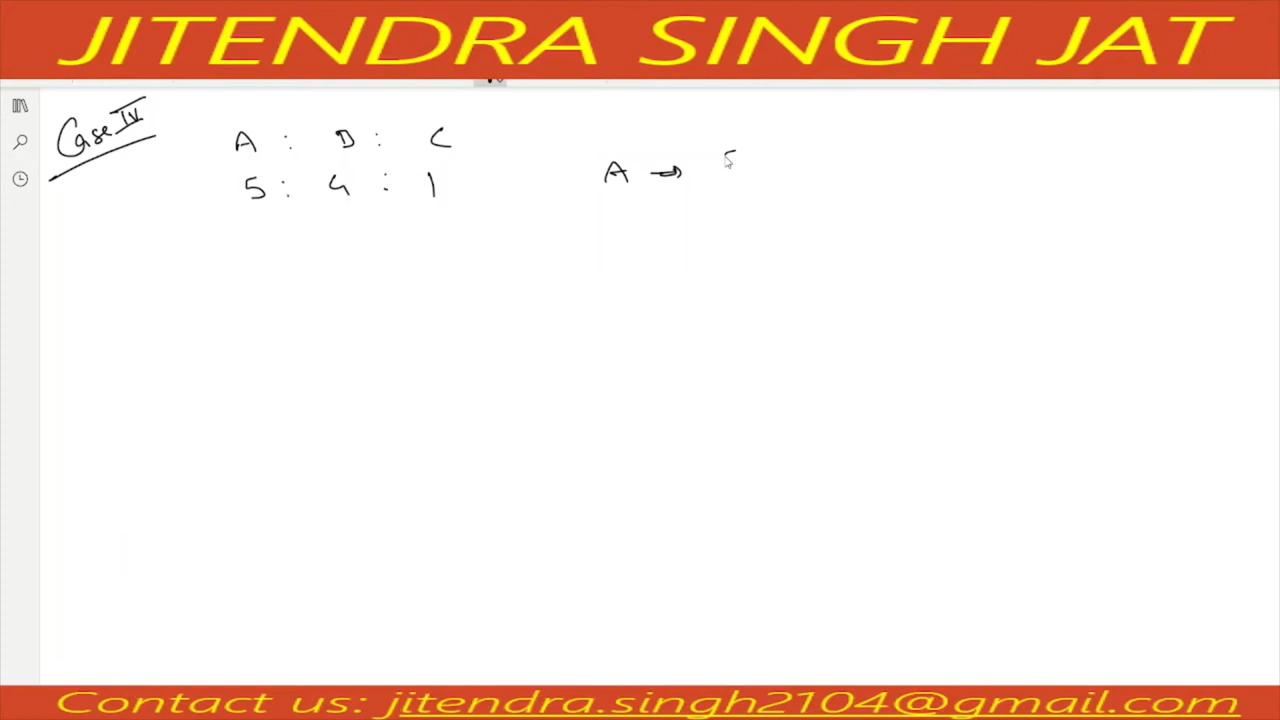 JITENDRA SINGH JAT
Case IV
A : B : C
5 : 4 : 1
A → 5
Contact us: jitendra.singh2104@gmail.com